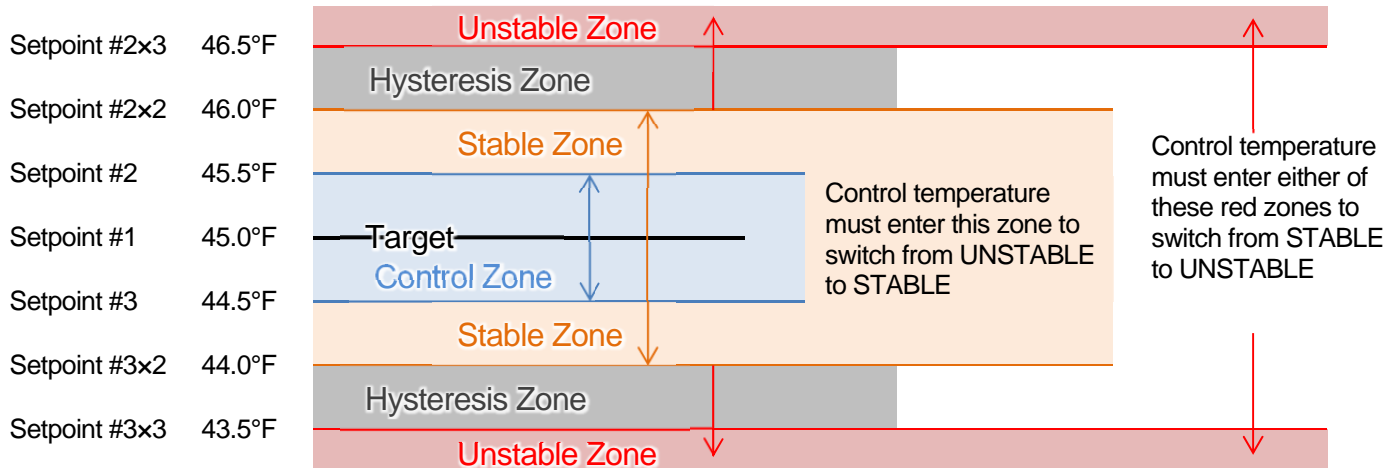 Unstable Zone
Setpoint #2×3 46.5°F
Hysteresis Zone
Setpoint #2×2 46.0°F
Stable Zone
Setpoint #2 45.5°F
Setpoint #1 45.0°F
Target
Control Zone
Setpoint #3 44.5°F
Stable Zone
Setpoint #3×2 44.0°F
Hysteresis Zone
Setpoint #3×3 43.5°F
Unstable Zone
Control temperature
must enter this zone to
switch from UNSTABLE
to STABLE
Control temperature
must enter either of
these red zones to
switch from STABLE
to UNSTABLE